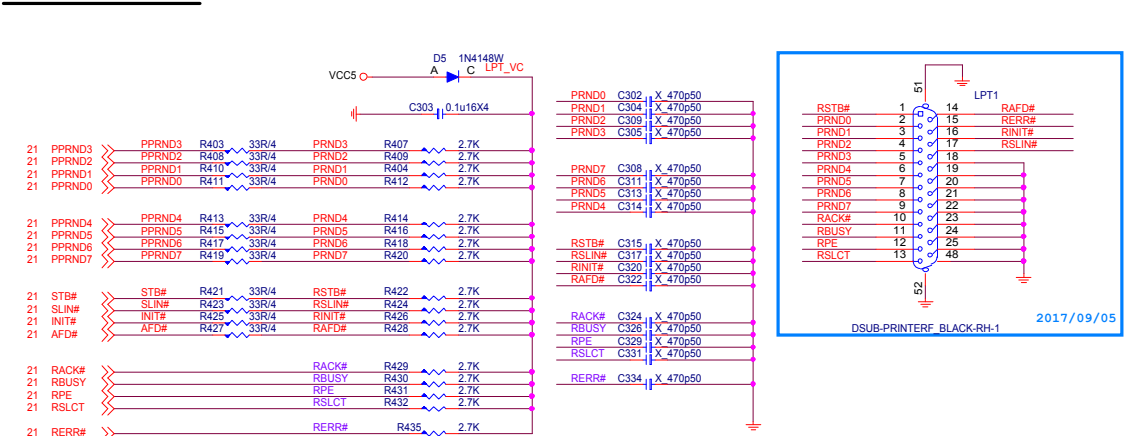 D5 1N4148W
VCC5 A C LPT_VC
C303 0.1u16X4
21 PPRND3 PPRND3 R403 33R/4 PRND3 R407 2.7K
21 PPRND2 PPRND2 R408 33R/4 PRND2 R409 2.7K
21 PPRND1 PPRND1 R410 33R/4 PRND1 R404 2.7K
21 PPRND0 PPRND0 R411 33R/4 PRND0 R412 2.7K
21 PPRND4 PPRND4 R413 33R/4 PRND4 R414 2.7K
21 PPRND5 PPRND5 R415 33R/4 PRND5 R416 2.7K
21 PPRND6 PPRND6 R417 33R/4 PRND6 R418 2.7K
21 PPRND7 PPRND7 R419 33R/4 PRND7 R420 2.7K
21 STB# STB# R421 33R/4 RSTB# R422 2.7K
21 SLIN# SLIN# R423 33R/4 RSLIN# R424 2.7K
21 INIT# INIT# R425 33R/4 RINIT# R426 2.7K
21 AFD# AFD# R427 33R/4 RAFD# R428 2.7K
21 RACK# RACK# R429 2.7K
21 RBUSY RBUSY R430 2.7K
21 RPE RPE R431 2.7K
21 RSLCT RSLCT R432 2.7K
21 RERR# RERR# R435 2.7K
PRND0 C302 X_470p50
PRND1 C304 X_470p50
PRND2 C309 X_470p50
PRND3 C305 X_470p50
PRND7 C308 X_470p50
PRND6 C311 X_470p50
PRND5 C313 X_470p50
PRND4 C314 X_470p50
RSTB# C315 X_470p50
RSLIN# C317 X_470p50
RINIT# C320 X_470p50
RAFD# C322 X_470p50
RACK# C324 X_470p50
RBUSY C326 X_470p50
RPE C329 X_470p50
RSLCT C331 X_470p50
RERR# C334 X_470p50
51
LPT1
RSTB# 1 14 RAFD#
PRND0 2 15 RERR#
PRND1 3 16 RINIT#
PRND2 4 17 RSLIN#
PRND3 5 18
PRND4 6 19
PRND5 7 20
PRND6 8 21
PRND7 9 22
RACK# 10 23
RBUSY 11 24
RPE 12 25
RSLCT 13 48
52
2017/09/05
DSUB-PRINTERF_BLACK-RH-1